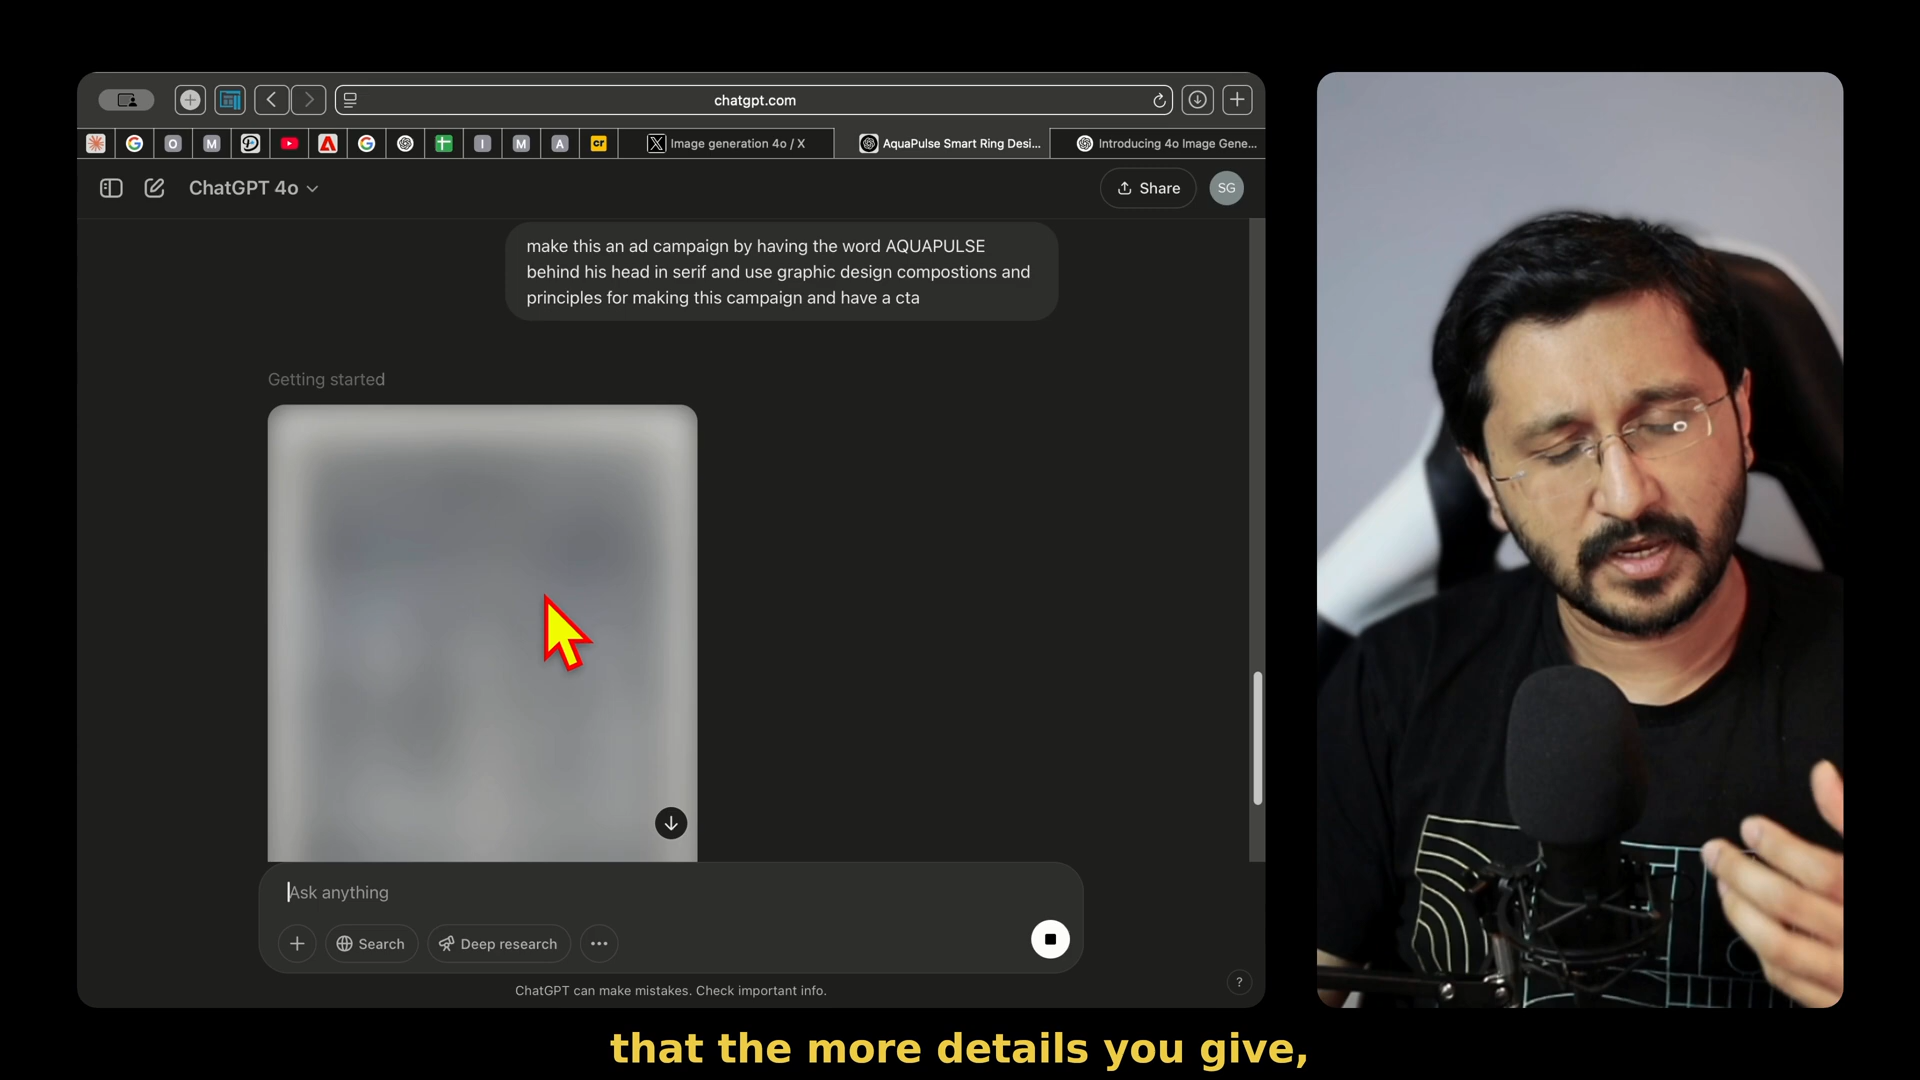 chatgpt.com
O
M
I
M
A
cr
Image generation 4o / X
AquaPulse Smart Ring Desi...
Introducing 4o Image Gene...
ChatGPT 4o
Share
SG
make this an ad campaign by having the word AQUAPULSE
behind his head in serif and use graphic design compostions and
principles for making this campaign and have a cta
Getting started
Ask anything
Search
Deep research
ChatGPT can make mistakes. Check important info.
?
that the more details you give,